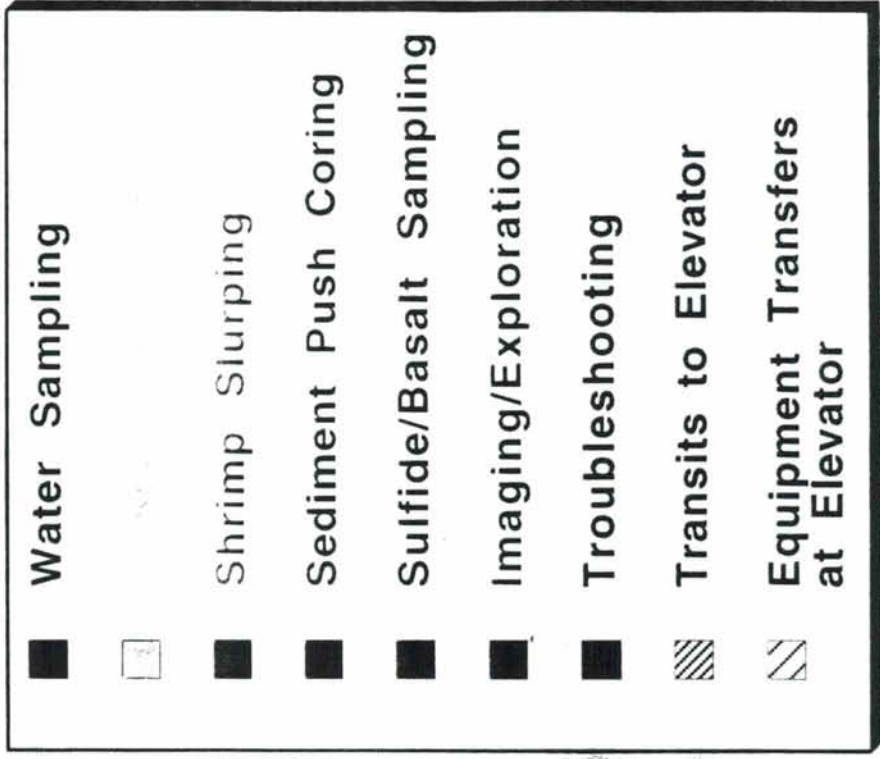 Water Sampling
Shrimp Slurping
Sediment Push Coring
Sulfide/Basalt Sampling
Imaging/Exploration
Troubleshooting
Transits to Elevator
Equipment Transfers
at Elevator